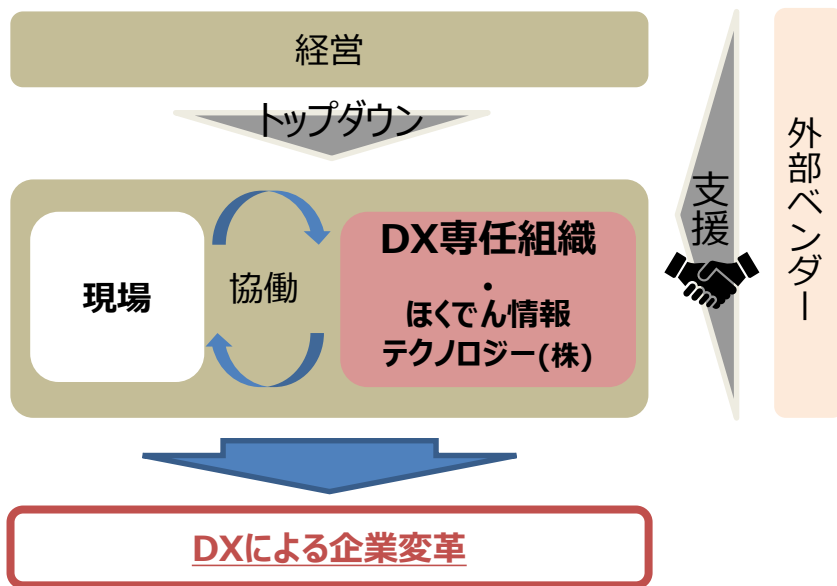 経営
トップダウン
現場
協働
DX専任組織
・
ほくでん情報
テクノロジー(株)
支援
外部ベンダー
DXによる企業変革